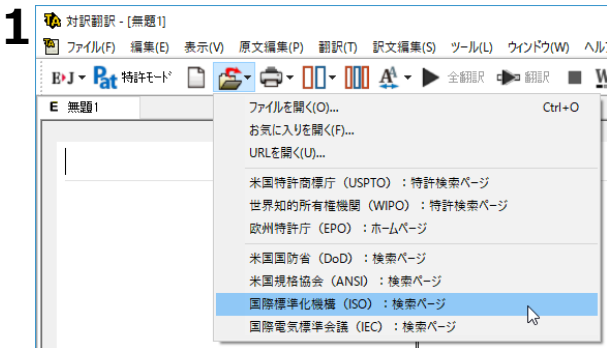 1
対訳翻訳 - [無題1]
ファイル(F) 編集(E) 表示(V) 原文編集(P) 翻訳(T) 訳文編集(S) ツール(L) ウィンドウ(W) ヘル
E›J Pat 特許モード A A 全翻訳 翻訳 W
E 無題1
ファイルを開く(O)... Ctrl+O
お気に入りを開く(F)...
URLを開く(U)...
米国特許商標庁（USPTO）：特許検索ページ
世界知的所有権機関（WIPO）：特許検索ページ
欧州特許庁（EPO）：ホームページ
米国国防省（DoD）：検索ページ
米国規格協会（ANSI）：検索ページ
国際標準化機構（ISO）：検索ページ
国際電気標準会議（IEC）：検索ページ